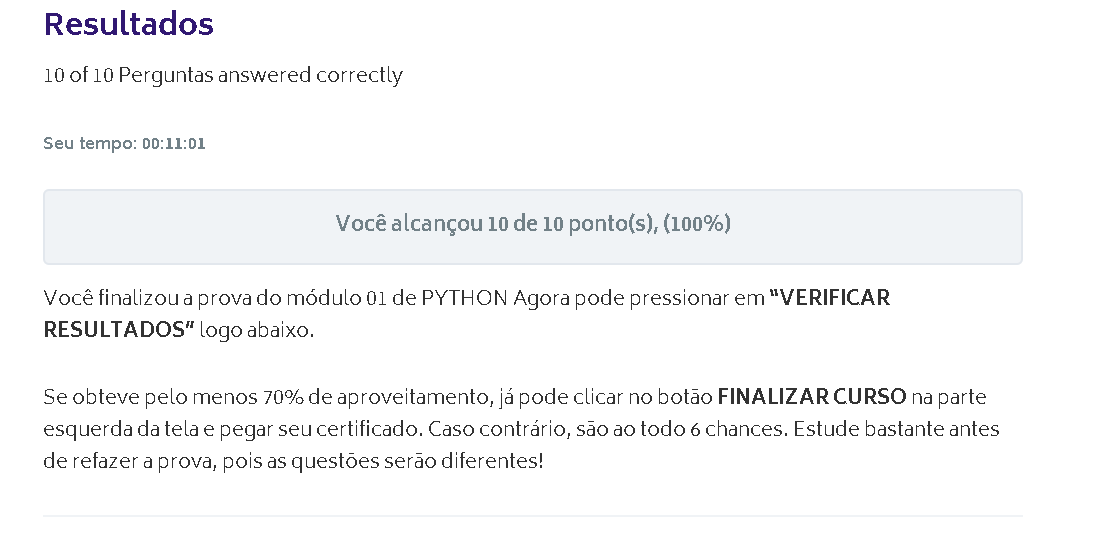 Resultados
10 of 10 Perguntas answered correctly
Seu tempo: 00:11:01
Você alcançou 10 de 10 ponto(s), (100%)
Você finalizou a prova do módulo 01 de PYTHON Agora pode pressionar em “VERIFICAR
RESULTADOS” logo abaixo.
Se obteve pelo menos 70% de aproveitamento, já pode clicar no botão FINALIZAR CURSO na parte
esquerda da tela e pegar seu certificado. Caso contrário, são ao todo 6 chances. Estude bastante antes
de refazer a prova, pois as questões serão diferentes!